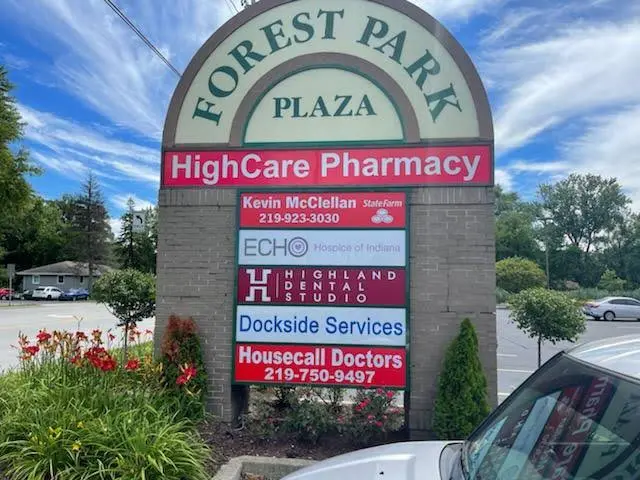 FOREST PARK
PLAZA
HighCare Pharmacy
Kevin McClellan StateFarm
219-923-3030
ECHO Hospice of Indiana
H HIGHLAND
DENTAL
STUDIO
Dockside Services
Housecall Doctors
219-750-9497